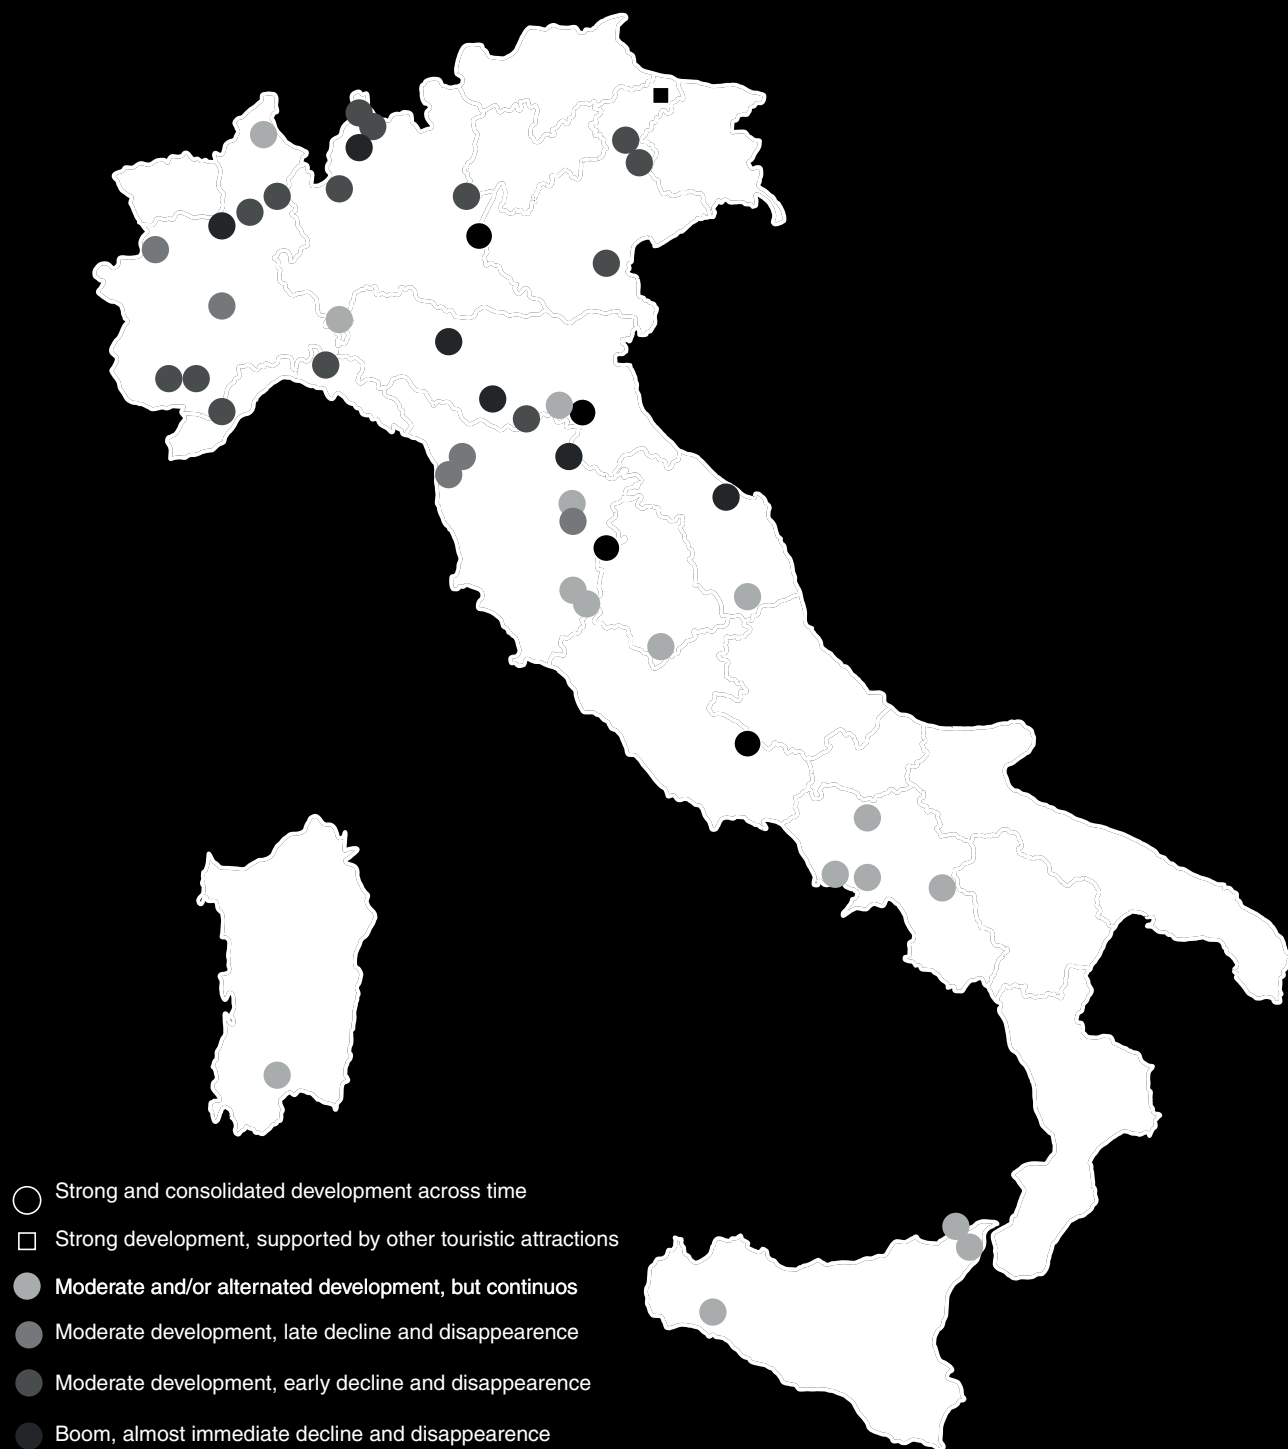 Strong and consolidated development across time
Strong development, supported by other touristic attractions
Moderate and/or alternated development, but continuos
Moderate development, late decline and disappearence
Moderate development, early decline and disappearence
Boom, almost immediate decline and disappearence